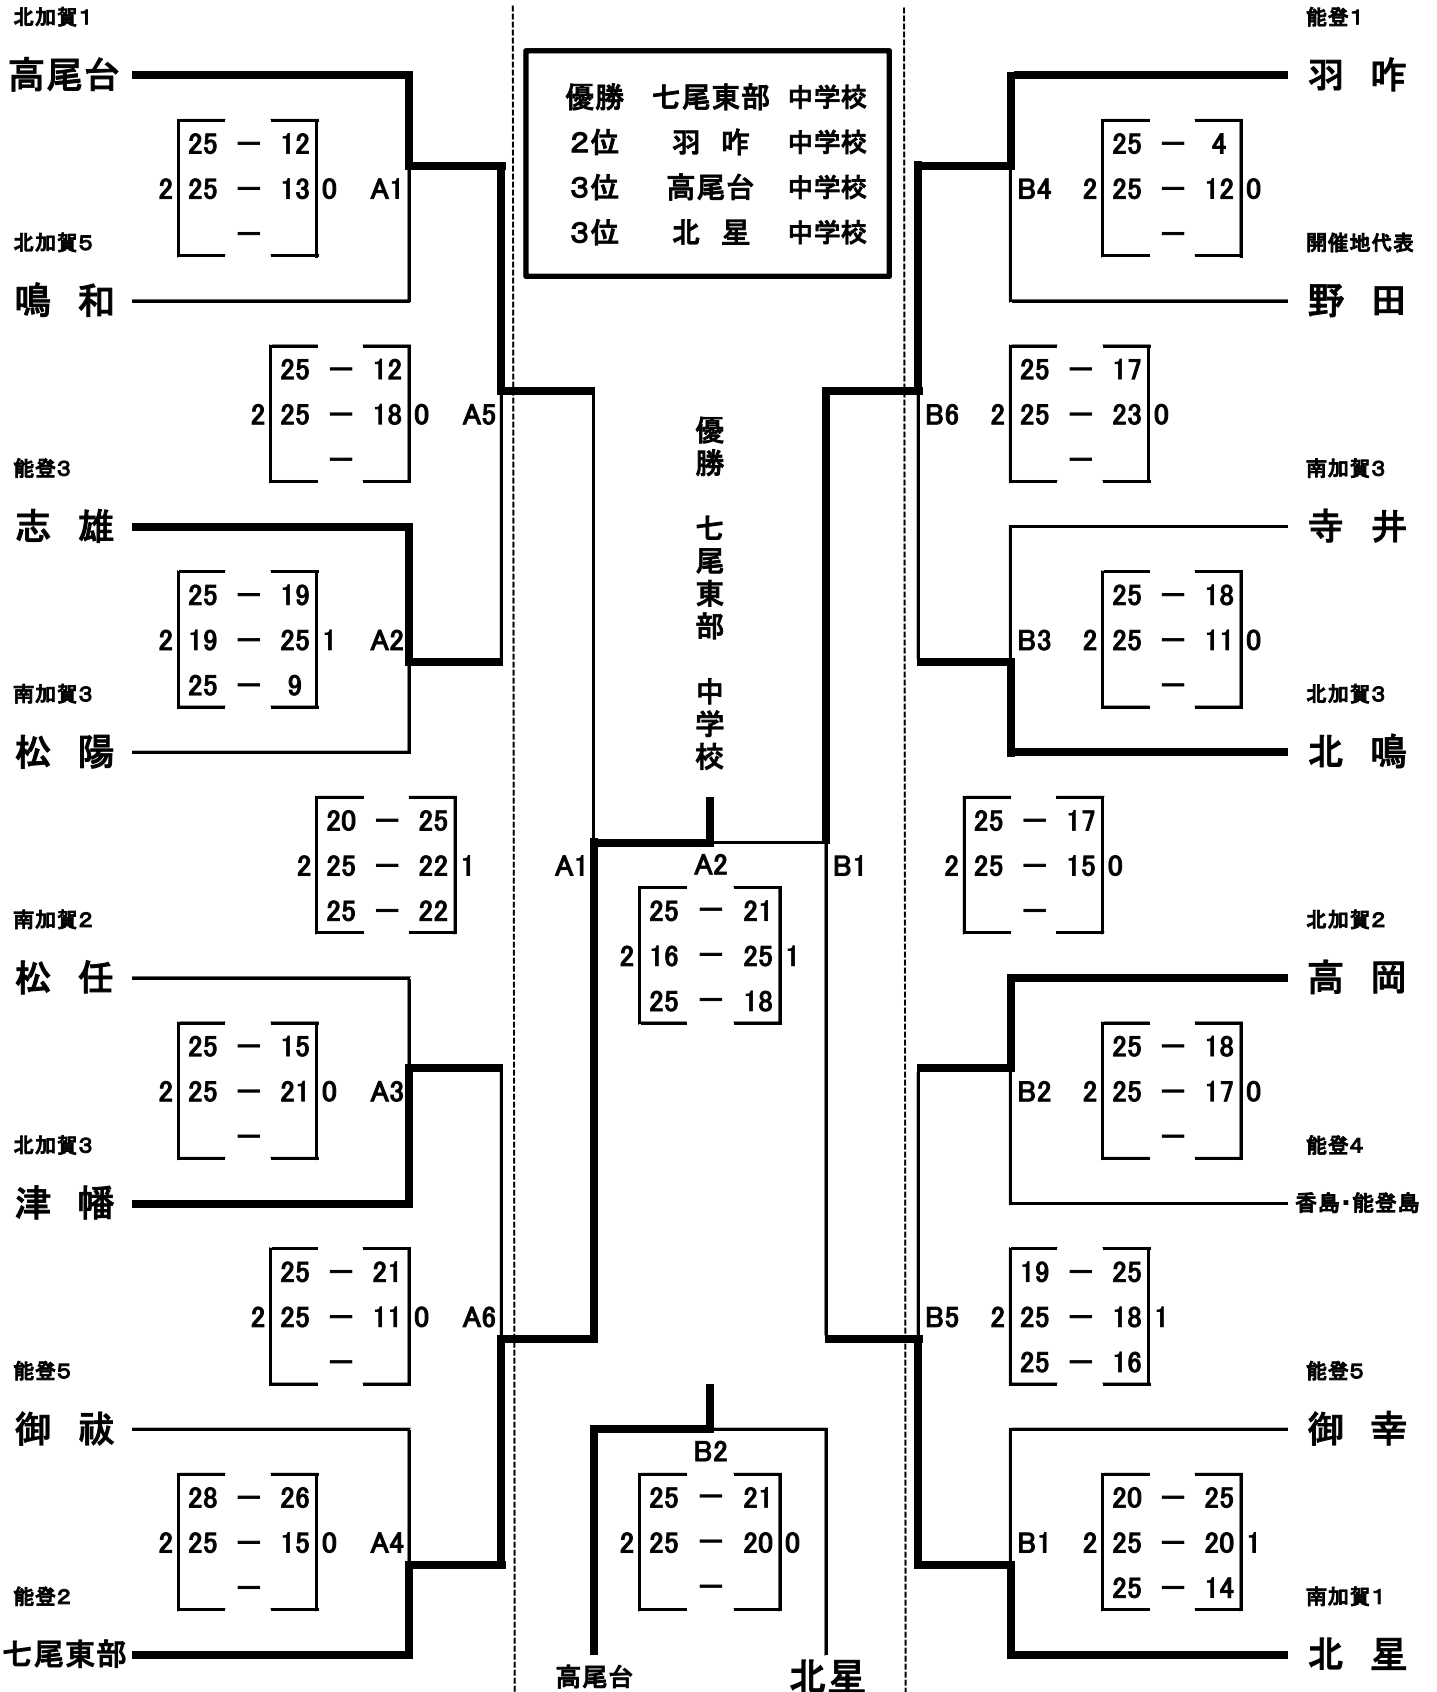 北加賀1
高尾台
25 － 12
2 25 － 13 0 A1
－
北加賀5
鳴 和
25 － 12
2 25 － 18 0 A5
－
能登3
志 雄
25 － 19
2 19 － 25 1 A2
25 － 9
南加賀3
松 陽
20 － 25
2 25 － 22 1 A1
25 － 22
南加賀2
松 任
25 － 15
2 25 － 21 0 A3
－
北加賀3
津 幡
25 － 21
2 25 － 11 0 A6
－
能登5
御 祓
28 － 26
2 25 － 15 0 A4
－
能登2
七尾東部
優勝 七尾東部 中学校
2位 羽 咋 中学校
3位 高尾台 中学校
3位 北 星 中学校
優勝 七尾東部 中学校
A2
25 － 21
2 16 － 25 1
25 － 18
B2
25 － 21
2 25 － 20 0
－
高尾台 北星
能登1
羽 咋
25 － 4
B4 2 25 － 12 0
－
開催地代表
野 田
25 － 17
B6 2 25 － 23 0
－
南加賀3
寺 井
25 － 18
B3 2 25 － 11 0
－
北加賀3
北 鳴
25 － 17
B1 2 25 － 15 0
－
北加賀2
高 岡
25 － 18
B2 2 25 － 17 0
－
能登4
香島・能登島
19 － 25
B5 2 25 － 18 1
25 － 16
能登5
御 幸
20 － 25
B1 2 25 － 20 1
25 － 14
南加賀1
北 星